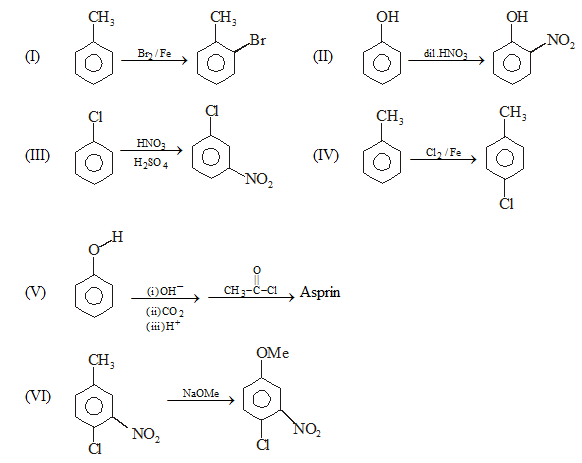 CH3 CH3
Br
(I) Br2 / Fe
OH OH
NO2
(II) dil.HNO3
Cl Cl
(III) HNO3
H2SO4
NO2
CH3 CH3
(IV) Cl2 / Fe
Cl
H
O
(V) (i)OH−
(ii)CO2
(iii)H+
O
CH3–C–Cl Asprin
CH3 OMe
(VI) NaOMe
NO2 NO2
Cl Cl